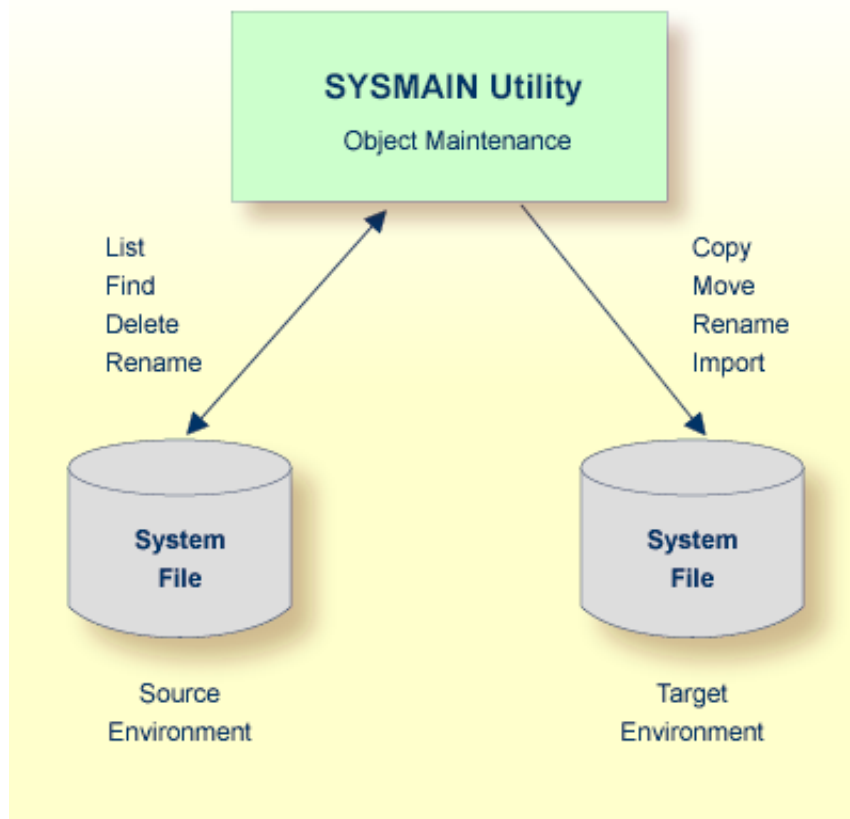 SYSMAIN Utility
Object Maintenance
List
Find
Delete
Rename
Copy
Move
Rename
Import
System
File
System
File
Source
Environment
Target
Environment